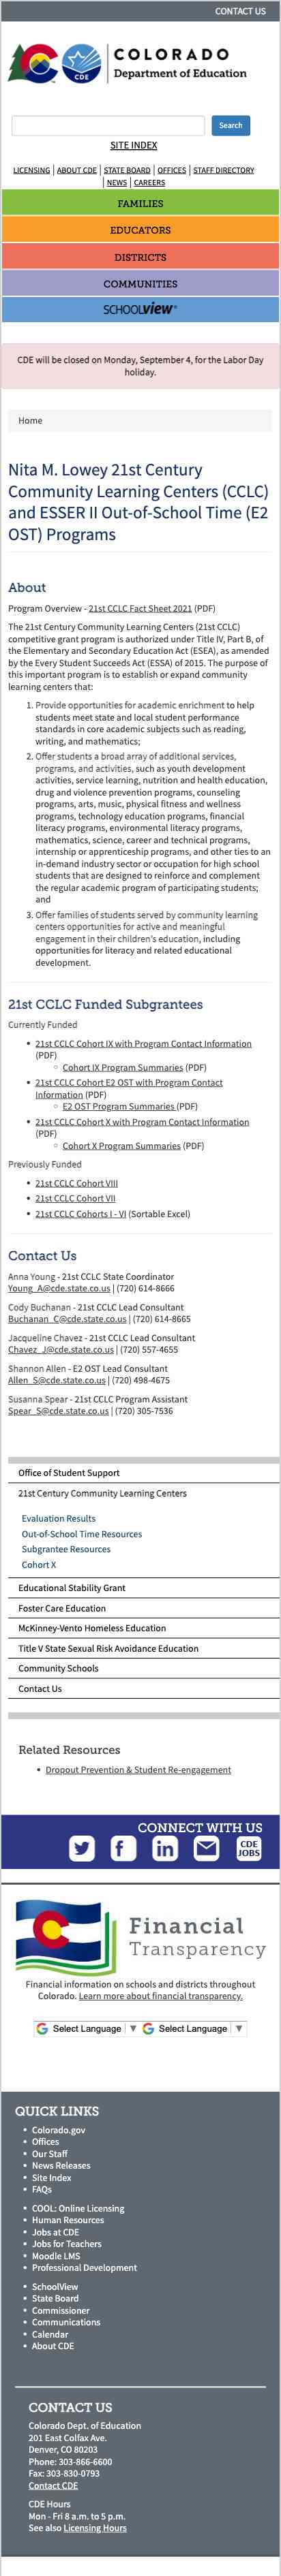 CONTACT US
COLORADO
Department of Education
CDE
Search
SITE INDEX
LICENSING | ABOUT CDE | STATE BOARD | OFFICES | STAFF DIRECTORY
| NEWS | CAREERS
FAMILIES
EDUCATORS
DISTRICTS
COMMUNITIES
SCHOOLVIEW®
CDE will be closed on Monday, September 4, for the Labor Day
holiday.
Home
Nita M. Lowey 21st Century
Community Learning Centers (CCLC)
and ESSER II Out-of-School Time (E2
OST) Programs
About
Program Overview - 21st CCLC Fact Sheet 2021 (PDF)
The 21st Century Community Learning Centers (21st CCLC)
competitive grant program is authorized under Title IV, Part B, of
the Elementary and Secondary Education Act (ESEA), as amended
by the Every Student Succeeds Act (ESSA) of 2015. The purpose of
this important program is to establish or expand community
learning centers that:
1. Provide opportunities for academic enrichment to help
students meet state and local student performance
standards in core academic subjects such as reading,
writing, and mathematics;
2. Offer students a broad array of additional services,
programs, and activities, such as youth development
activities, service learning, nutrition and health education,
drug and violence prevention programs, counseling
programs, arts, music, physical fitness and wellness
programs, technology education programs, financial
literacy programs, environmental literacy programs,
mathematics, science, career and technical programs,
internship or apprenticeship programs, and other ties to an
in-demand industry sector or occupation for high school
students that are designed to reinforce and complement
the regular academic program of participating students;
and
3. Offer families of students served by community learning
centers opportunities for active and meaningful
engagement in their children's education, including
opportunities for literacy and related educational
development.
21st CCLC Funded Subgrantees
Currently Funded
• 21st CCLC Cohort IX with Program Contact Information
(PDF)
◦ Cohort IX Program Summaries (PDF)
• 21st CCLC Cohort E2 OST with Program Contact
Information (PDF)
◦ E2 OST Program Summaries (PDF)
• 21st CCLC Cohort X with Program Contact Information
(PDF)
◦ Cohort X Program Summaries (PDF)
Previously Funded
• 21st CCLC Cohort VIII
• 21st CCLC Cohort VII
• 21st CCLC Cohorts I - VI (Sortable Excel)
Contact Us
Anna Young - 21st CCLC State Coordinator
Young_A@cde.state.co.us | (720) 614-8666
Cody Buchanan - 21st CCLC Lead Consultant
Buchanan_C@cde.state.co.us | (720) 614-8665
Jacqueline Chavez - 21st CCLC Lead Consultant
Chavez_J@cde.state.co.us | (720) 557-4655
Shannon Allen - E2 OST Lead Consultant
Allen_S@cde.state.co.us | (720) 498-4675
Susanna Spear - 21st CCLC Program Assistant
Spear_S@cde.state.co.us | (720) 305-7536
Office of Student Support
21st Century Community Learning Centers
Evaluation Results
Out-of-School Time Resources
Subgrantee Resources
Cohort X
Educational Stability Grant
Foster Care Education
McKinney-Vento Homeless Education
Title V State Sexual Risk Avoidance Education
Community Schools
Contact Us
Related Resources
• Dropout Prevention & Student Re-engagement
CONNECT WITH US
CDE
JOBS
Financial
Transparency
Financial information on schools and districts throughout
Colorado. Learn more about financial transparency.
Select Language | ▼ Select Language | ▼
QUICK LINKS
• Colorado.gov
• Offices
• Our Staff
• News Releases
• Site Index
• FAQs
• COOL: Online Licensing
• Human Resources
• Jobs at CDE
• Jobs for Teachers
• Moodle LMS
• Professional Development
• SchoolView
• State Board
• Commissioner
• Communications
• Calendar
• About CDE
CONTACT US
Colorado Dept. of Education
201 East Colfax Ave.
Denver, CO 80203
Phone: 303-866-6600
Fax: 303-830-0793
Contact CDE
CDE Hours
Mon - Fri 8 a.m. to 5 p.m.
See also Licensing Hours